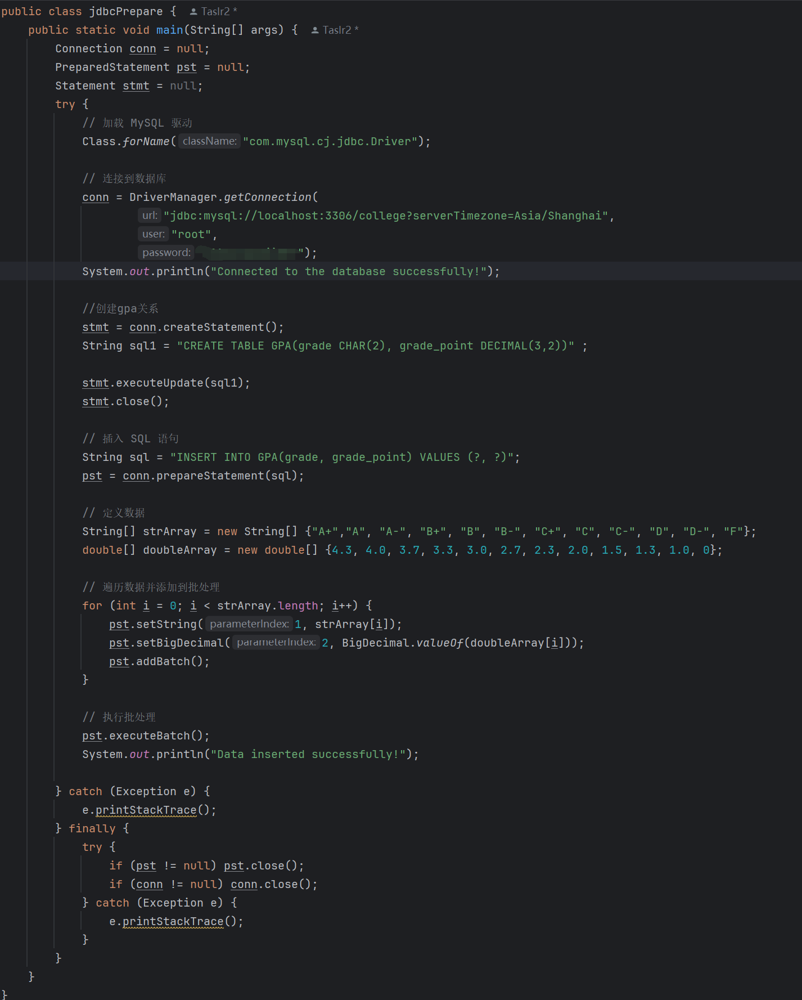 public class jdbcPrepare { Taslr2 *
public static void main(String[] args) { Taslr2 *
Connection conn = null;
PreparedStatement pst = null;
Statement stmt = null;
try {
// 加载 MySQL 驱动
Class.forName( className: "com.mysql.cj.jdbc.Driver");
// 连接到数据库
conn = DriverManager.getConnection(
url: "jdbc:mysql://localhost:3306/college?serverTimezone=Asia/Shanghai",
user: "root",
password: ");
System.out.println("Connected to the database successfully!");
//创建gpa关系
stmt = conn.createStatement();
String sql1 = "CREATE TABLE GPA(grade CHAR(2), grade_point DECIMAL(3,2))" ;
stmt.executeUpdate(sql1);
stmt.close();
// 插入 SQL 语句
String sql = "INSERT INTO GPA(grade, grade_point) VALUES (?, ?)";
pst = conn.prepareStatement(sql);
// 定义数据
String[] strArray = new String[] {"A+","A", "A-", "B+", "B", "B-", "C+", "C", "C-", "D", "D-", "F"};
double[] doubleArray = new double[] {4.3, 4.0, 3.7, 3.3, 3.0, 2.7, 2.3, 2.0, 1.5, 1.3, 1.0, 0};
// 遍历数据并添加到批处理
for (int i = 0; i < strArray.length; i++) {
pst.setString( parameterIndex: 1, strArray[i]);
pst.setBigDecimal( parameterIndex: 2, BigDecimal.valueOf(doubleArray[i]));
pst.addBatch();
}
// 执行批处理
pst.executeBatch();
System.out.println("Data inserted successfully!");
} catch (Exception e) {
e.printStackTrace();
} finally {
try {
if (pst != null) pst.close();
if (conn != null) conn.close();
} catch (Exception e) {
e.printStackTrace();
}
}
}
}